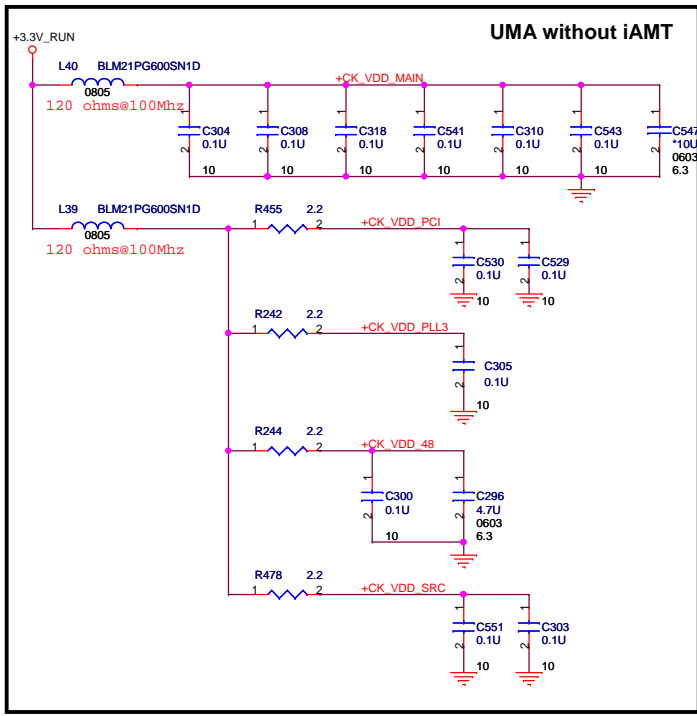 UMA without iAMT
+3.3V_RUN
L40 BLM21PG600SN1D
+CK_VDD_MAIN
0805
120 ohms@100Mhz
1 1 1 1 1 1 1
C304 C308 C318 C541 C310 C543 C547
0.1U 0.1U 0.1U 0.1U 0.1U 0.1U *10U
2 2 2 2 2 2 2
0603
10 10 10 10 10 10 6.3
L39 BLM21PG600SN1D
0805
120 ohms@100Mhz
R455 2.2
1 2 +CK_VDD_PCI
1 1
C530 C529
0.1U 0.1U
2 2
10 10
R242 2.2
1 2 +CK_VDD_PLL3
1
C305
0.1U
2
10
R244 2.2
1 2 +CK_VDD_48
1 1
C300 C296
0.1U 4.7U
2 2
0603
10 6.3
R478 2.2
1 2 +CK_VDD_SRC
1 1
C551 C303
0.1U 0.1U
2 2
10 10